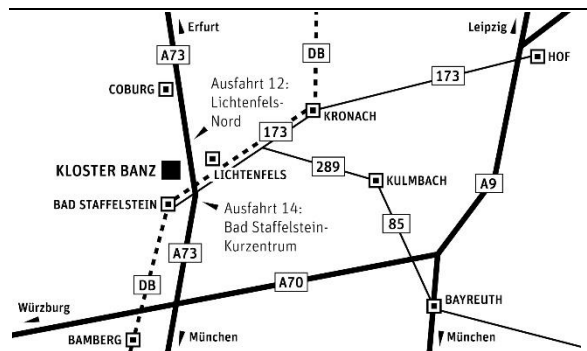 Erfurt
Leipzig
A73
DB
HOF
173
COBURG
Ausfahrt 12:
Lichtenfels-
Nord
KRONACH
173
KLOSTER BANZ
LICHTENFELS
289
KULMBACH
A9
BAD STAFFELSTEIN
Ausfahrt 14:
Bad Staffelstein-
Kurzentrum
85
A73
DB
A70
Würzburg
BAYREUTH
BAMBERG
München
München